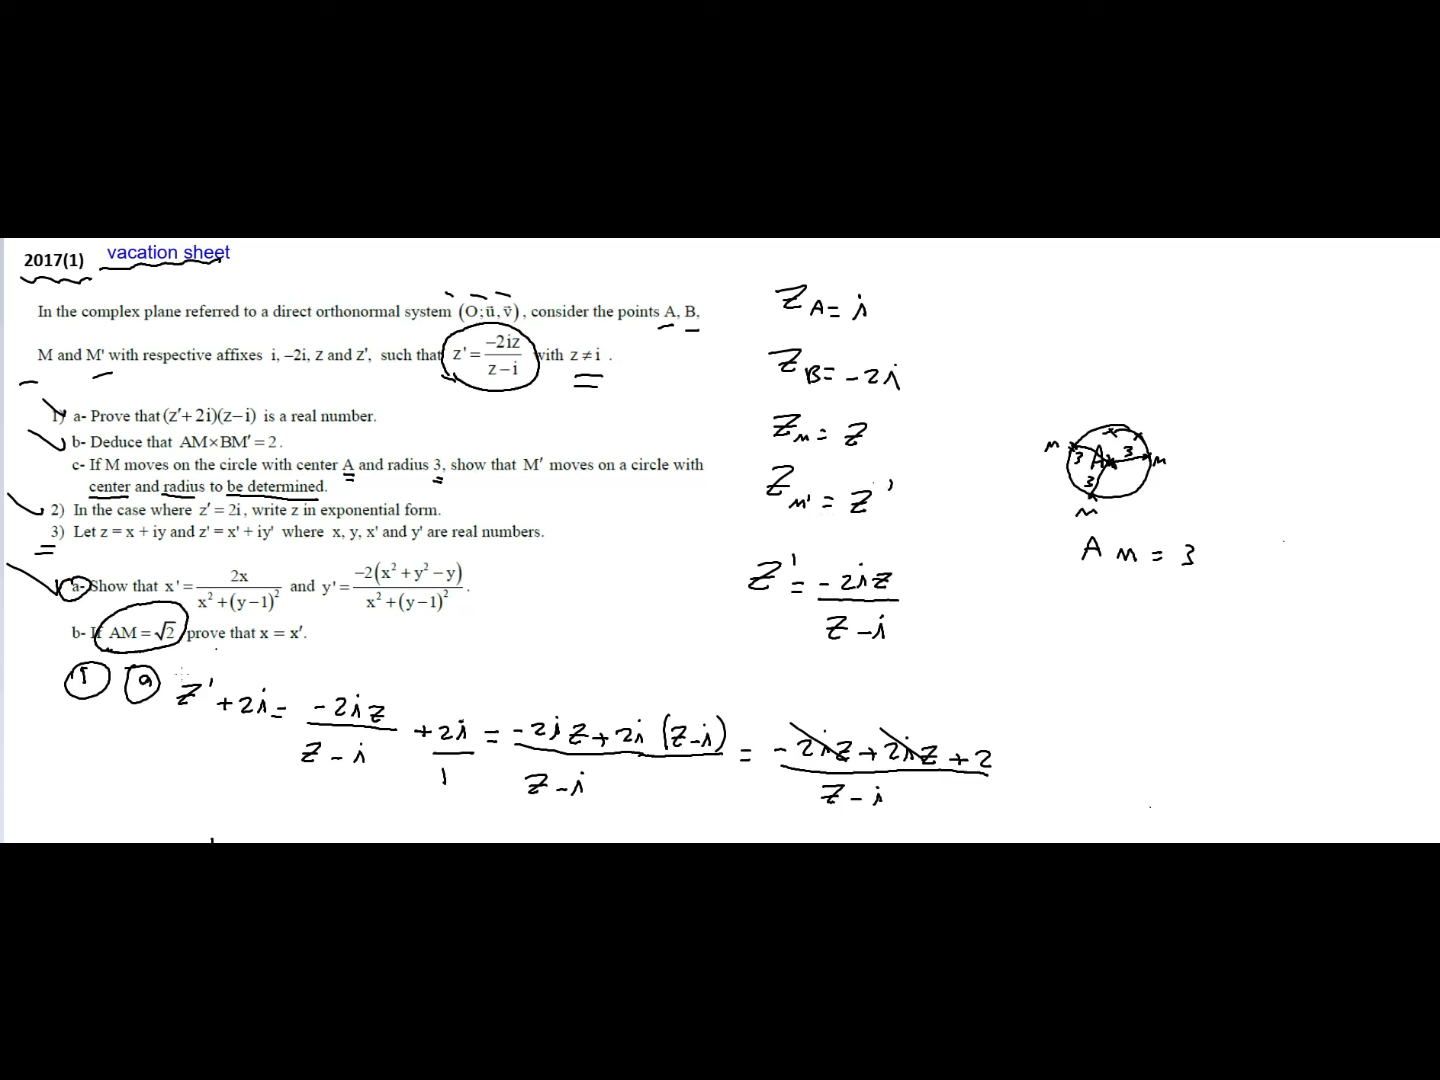 2017(1) vacation sheet
In the complex plane referred to a direct orthonormal system (O; u⃗, v⃗), consider the points A, B,
M and M' with respective affixes i, −2i, z and z', such that z' = −2iz / z − i with z ≠ i .
1) a- Prove that (z′+ 2i)(z−i) is a real number.
b- Deduce that AM×BM′ = 2.
c- If M moves on the circle with center A and radius 3, show that M′ moves on a circle with
center and radius to be determined.
2) In the case where z′ = 2i, write z in exponential form.
3) Let z = x + iy and z' = x' + iy' where x, y, x' and y' are real numbers.
a- Show that x' = 2x / x² + (y−1)² and y' = −2(x² + y² − y) / x² + (y−1)² .
b- If AM = √2 prove that x = x′.
Z A = i
Z B = -2i
Z M = Z
Z M' = Z'
Z' = -2iZ / Z - i
M 3 A 3 M
3
M
AM = 3
1 a Z' + 2i = -2iZ / Z - i + 2i / 1 = -2iZ + 2i (Z - i) / Z - i = -2iZ + 2iZ + 2 / Z - i